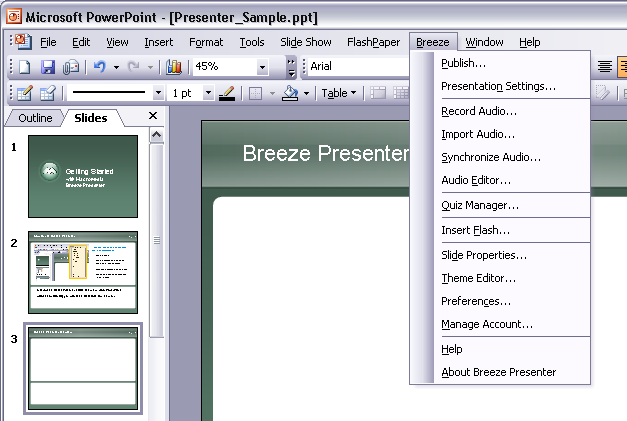 Microsoft PowerPoint - [Presenter_Sample.ppt]
File Edit View Insert Format Tools Slide Show FlashPaper Breeze Window Help
45% Arial
1 pt Table
Outline Slides
Publish...
Presentation Settings...
Record Audio...
Import Audio...
Synchronize Audio...
Audio Editor...
Quiz Manager...
Insert Flash...
Slide Properties...
Theme Editor...
Preferences...
Manage Account...
Help
About Breeze Presenter
1
Getting Started
with Macromedia
Breeze Presenter
2
3
Breeze Presenter